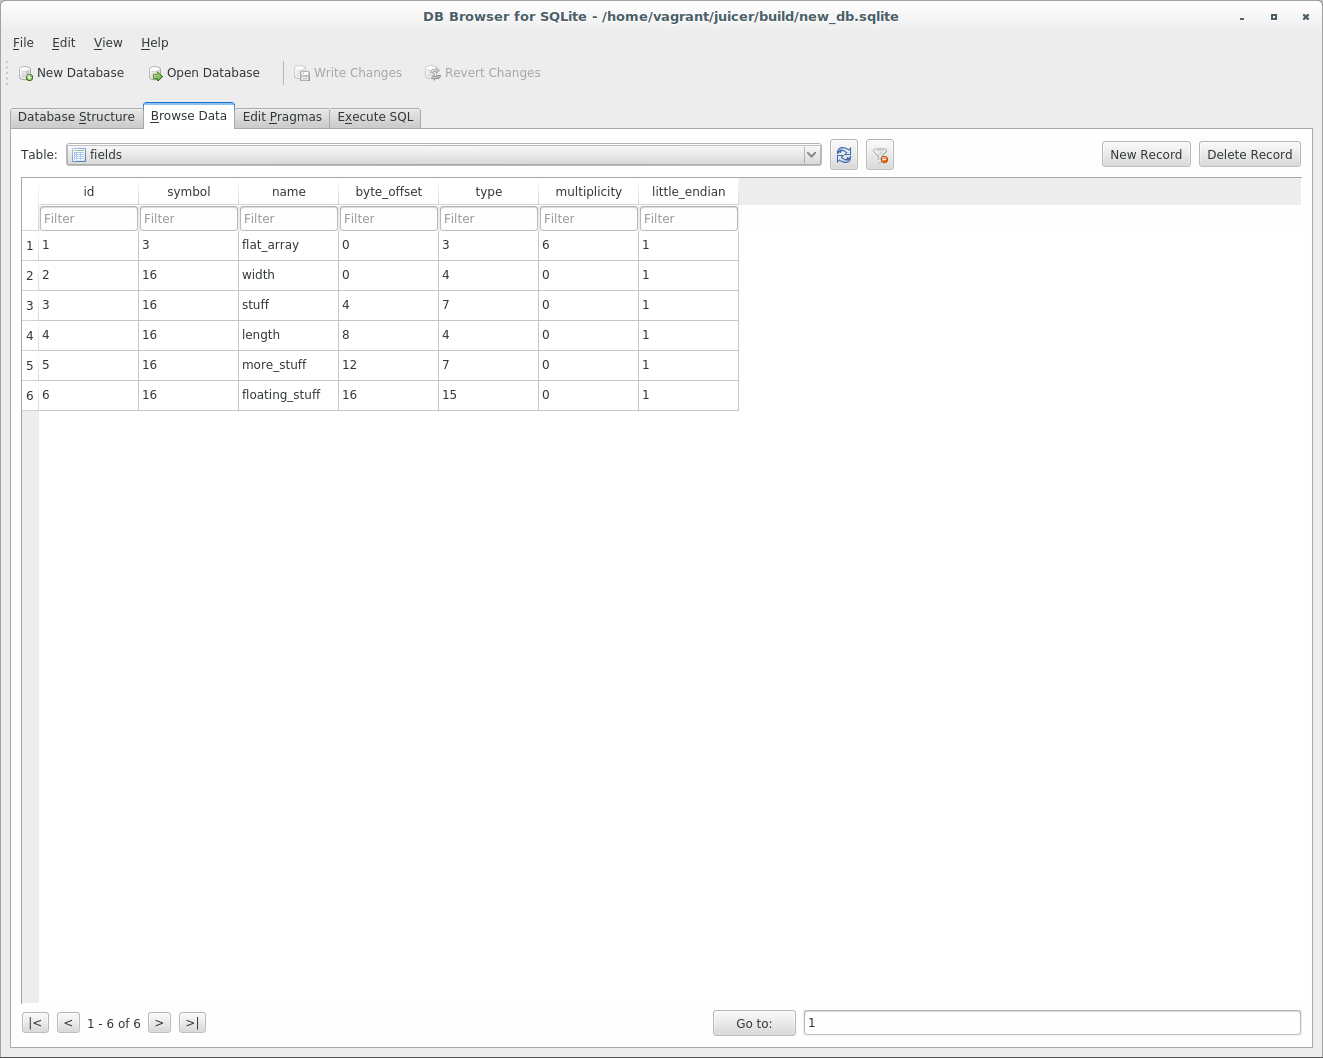 DB Browser for SQLite - /home/vagrant/juicer/build/new_db.sqlite
File Edit View Help
New Database Open Database Write Changes Revert Changes
Database Structure Browse Data Edit Pragmas Execute SQL
Table: fields New Record Delete Record
id symbol name byte_offset type multiplicity little_endian
Filter Filter Filter Filter Filter Filter Filter
1 1 3 flat_array 0 3 6 1
2 2 16 width 0 4 0 1
3 3 16 stuff 4 7 0 1
4 4 16 length 8 4 0 1
5 5 16 more_stuff 12 7 0 1
6 6 16 floating_stuff 16 15 0 1
|< < 1 - 6 of 6 > >| Go to: 1